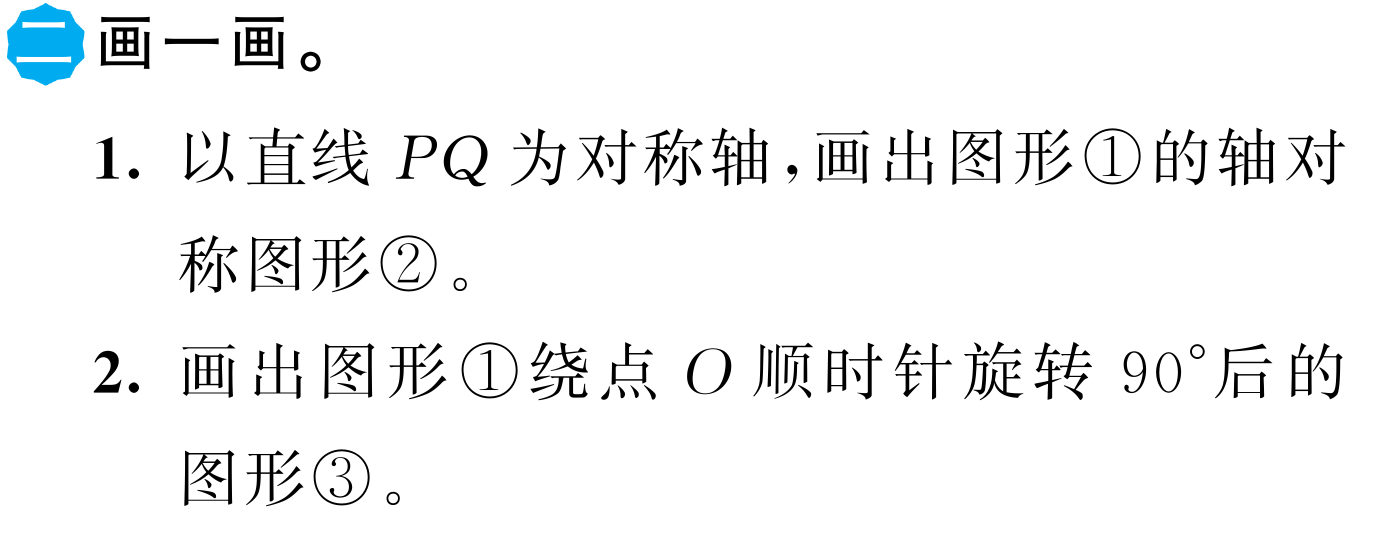 二 画一画。
1. 以直线 PQ 为对称轴,画出图形①的轴对
称图形②。
2. 画出图形①绕点 O 顺时针旋转 90°后的
图形③。